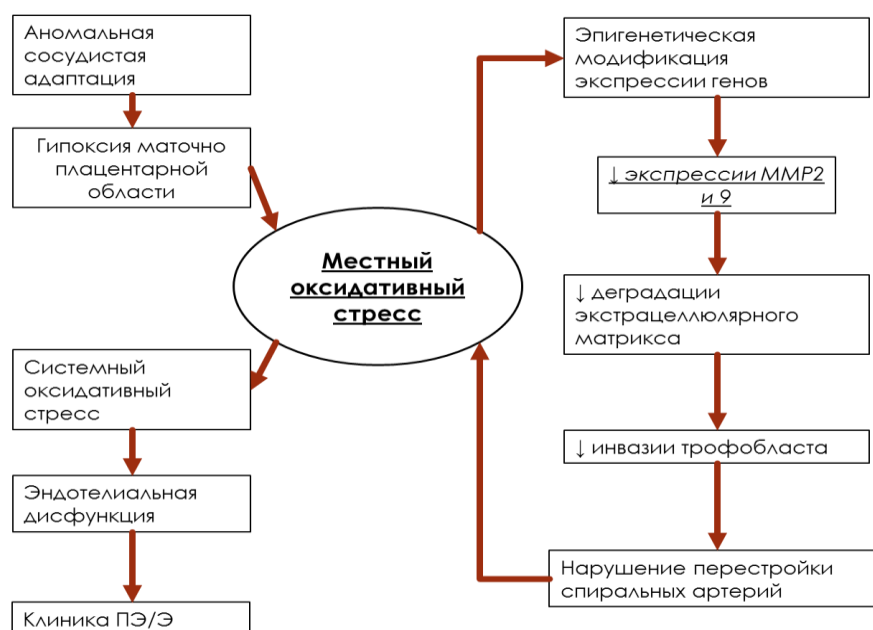 Аномальная
сосудистая
адаптация
Гипоксия маточно
плацентарной
области
Местный
оксидативный
стресс
Системный
оксидативный
стресс
Эндотелиальная
дисфункция
Клиника ПЭ/Э
Эпигенетическая
модификация
экспрессии генов
↓ экспрессии ММР2
и 9
↓ деградации
экстрацеллюлярного
матрикса
↓ инвазии трофобласта
Нарушение перестройки
спиральных артерий